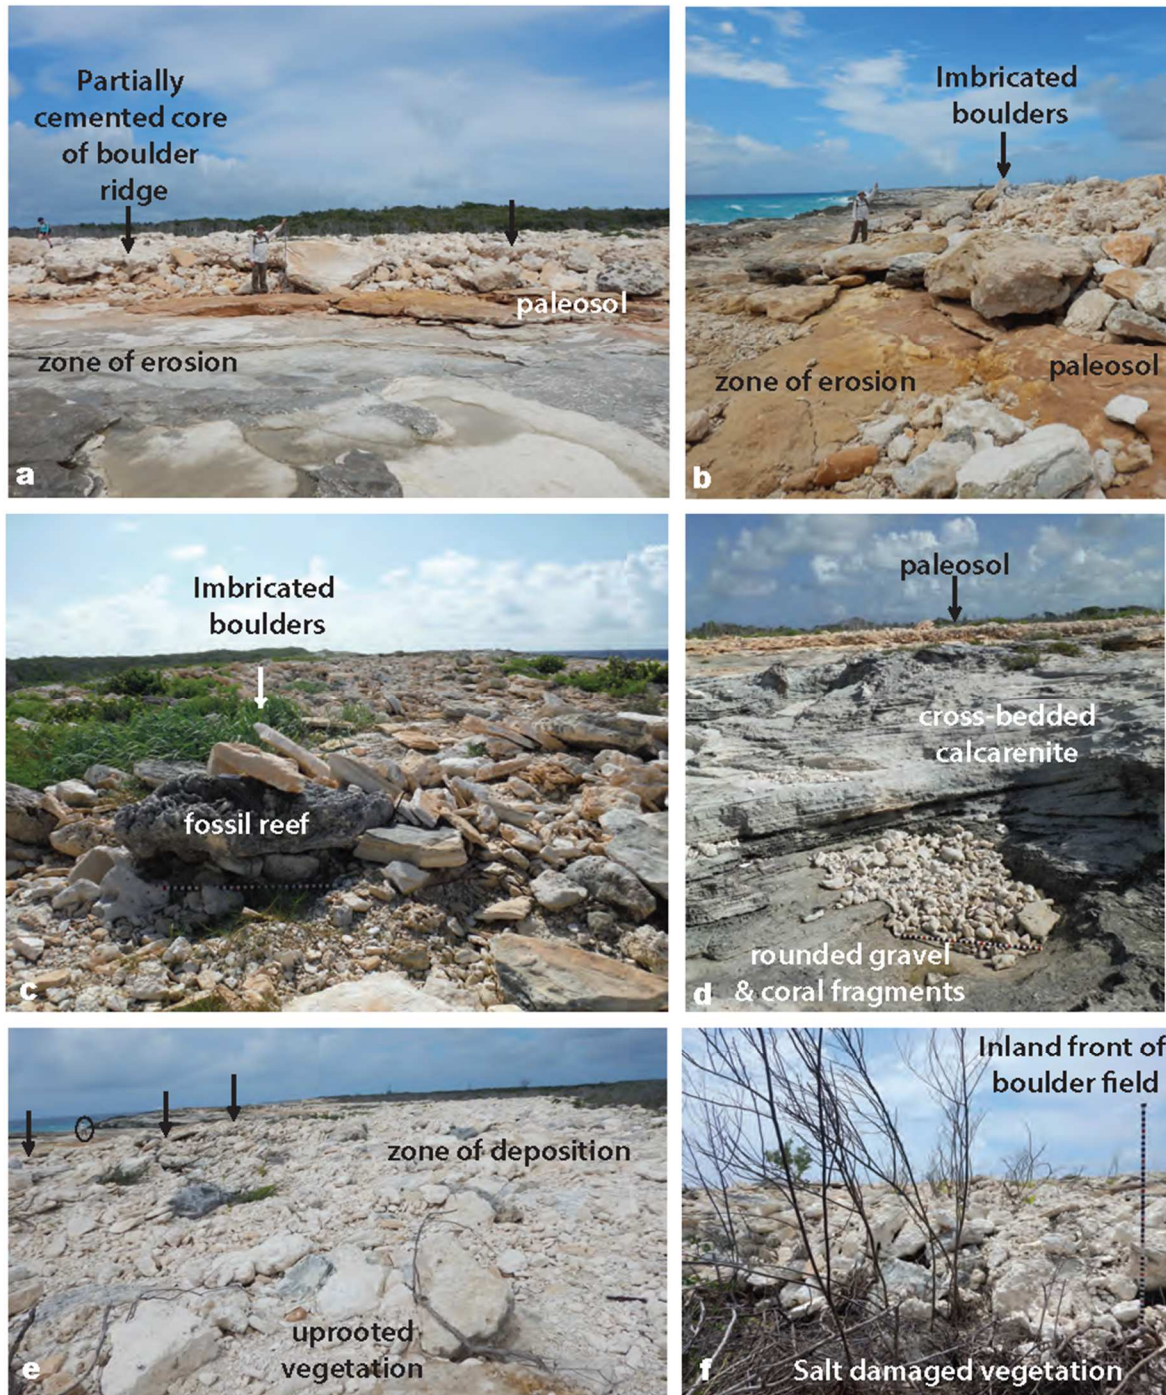 Partially
cemented core
of boulder
ridge
paleosol
zone of erosion
a
Imbricated
boulders
zone of erosion
paleosol
b
Imbricated
boulders
fossil reef
c
paleosol
cross-bedded
calcarenite
rounded gravel
& coral fragments
d
zone of deposition
uprooted
vegetation
e
Inland front of
boulder field
Salt damaged vegetation
f